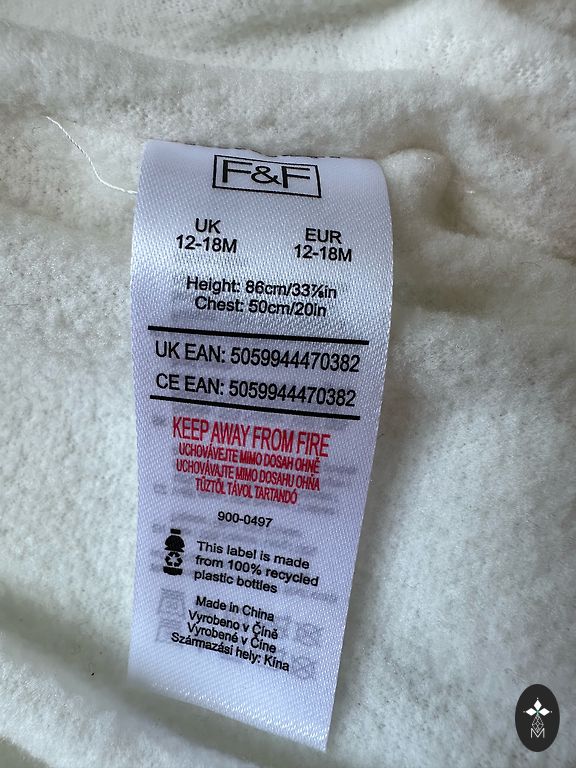 F&F
UK
12-18M
EUR
12-18M
Height: 86cm/33⅞in
Chest: 50cm/20in
UK EAN: 5059944470382
CE EAN: 5059944470382
KEEP AWAY FROM FIRE
UCHOVÁVEJTE MIMO DOSAH OHNĚ
UCHOVÁVAJTE MIMO DOSAHU OHŇA
TŰZTŐL TÁVOL TARTANDÓ
900-0497
This label is made
from 100% recycled
plastic bottles
Made in China
Vyrobeno v Číně
Vyrobené v Číne
Származási hely: Kína
M